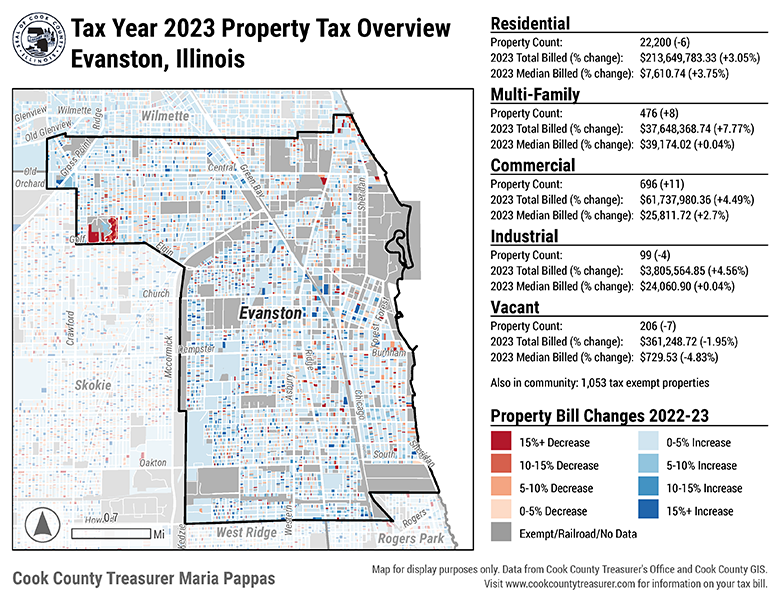 SEAL OF COOK COUNTY
ILLINOIS
Tax Year 2023 Property Tax Overview
Evanston, Illinois
Glenview
Wilmette
Ridge
Wilmette
Old Glenview
Gross Point
Old
Orchard
Central
Green Bay
Sheridan
Golf
Elgin
Church
Crawford
Mccormick
Evanston
Forest
Forest
Dempster
Ridge
Burnham
Skokie
Asbury
Chicago
Sheridan
South
Oakton
Howard
0.7
Mi
Kedzie
West Ridge
Western
Rogers
Rogers Park
Residential
Property Count: 22,200 (-6)
2023 Total Billed (% change): $213,649,783.33 (+3.05%)
2023 Median Billed (% change): $7,610.74 (+3.75%)
Multi-Family
Property Count: 476 (+8)
2023 Total Billed (% change): $37,648,368.74 (+7.77%)
2023 Median Billed (% change): $39,174.02 (+0.04%)
Commercial
Property Count: 696 (+11)
2023 Total Billed (% change): $61,737,980.36 (+4.49%)
2023 Median Billed (% change): $25,811.72 (+2.7%)
Industrial
Property Count: 99 (-4)
2023 Total Billed (% change): $3,805,564.85 (+4.56%)
2023 Median Billed (% change): $24,060.90 (+0.04%)
Vacant
Property Count: 206 (-7)
2023 Total Billed (% change): $361,248.72 (-1.95%)
2023 Median Billed (% change): $729.53 (-4.83%)
Also in community: 1,053 tax exempt properties
Property Bill Changes 2022-23
15%+ Decrease
10-15% Decrease
5-10% Decrease
0-5% Decrease
0-5% Increase
5-10% Increase
10-15% Increase
15%+ Increase
Exempt/Railroad/No Data
Cook County Treasurer Maria Pappas
Map for display purposes only. Data from Cook County Treasurer's Office and Cook County GIS.
Visit www.cookcountytreasurer.com for information on your tax bill.